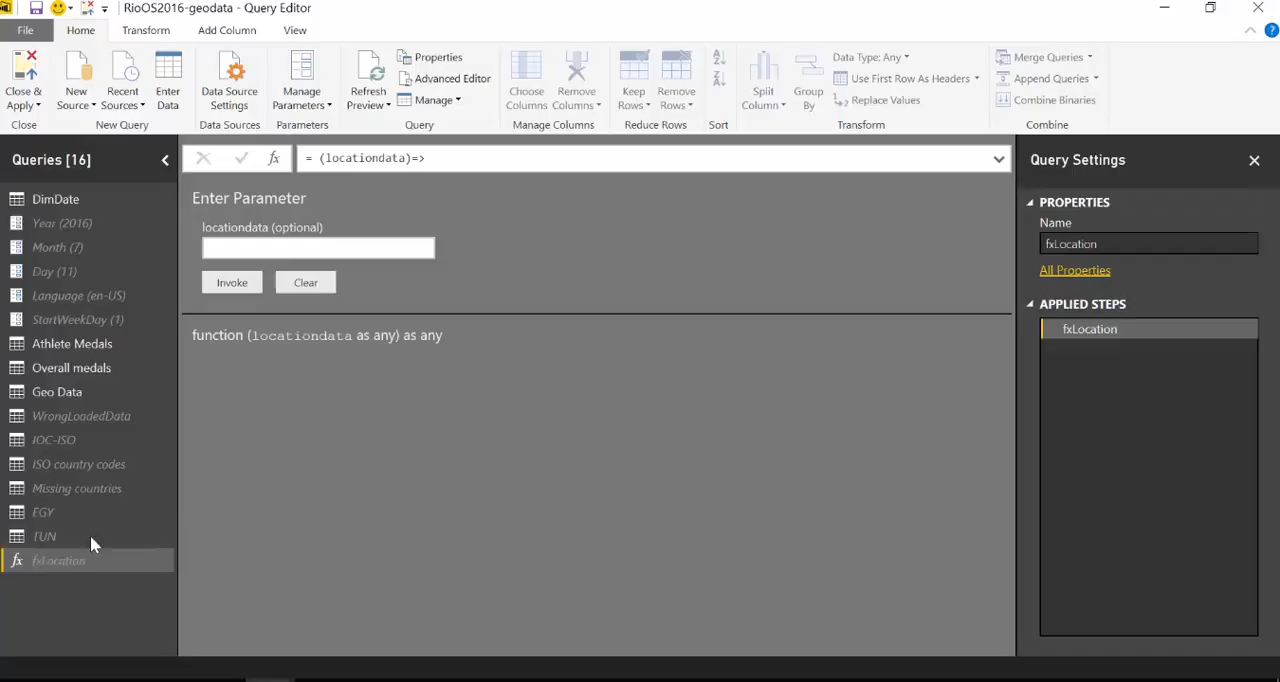 RioOS2016-geodata - Query Editor
File Home Transform Add Column View
Close & Apply
New Source
Recent Sources
Enter Data
Data Source Settings
Manage Parameters
Refresh Preview
Properties
Advanced Editor
Manage
Choose Columns
Remove Columns
Keep Rows
Remove Rows
Split Column
Group By
Data Type: Any
Use First Row As Headers
Replace Values
Merge Queries
Append Queries
Combine Binaries
Close New Query Data Sources Parameters Query Manage Columns Reduce Rows Sort Transform Combine
Queries [16]
DimDate
Year (2016)
Month (7)
Day (11)
Language (en-US)
StartWeekDay (1)
Athlete Medals
Overall medals
Geo Data
WrongLoadedData
IOC-ISO
ISO country codes
Missing countries
EGY
TUN
fxLocation
fx = (locationdata)=>
Enter Parameter
locationdata (optional)
Invoke Clear
function (locationdata as any) as any
Query Settings
PROPERTIES
Name
fxLocation
All Properties
APPLIED STEPS
fxLocation